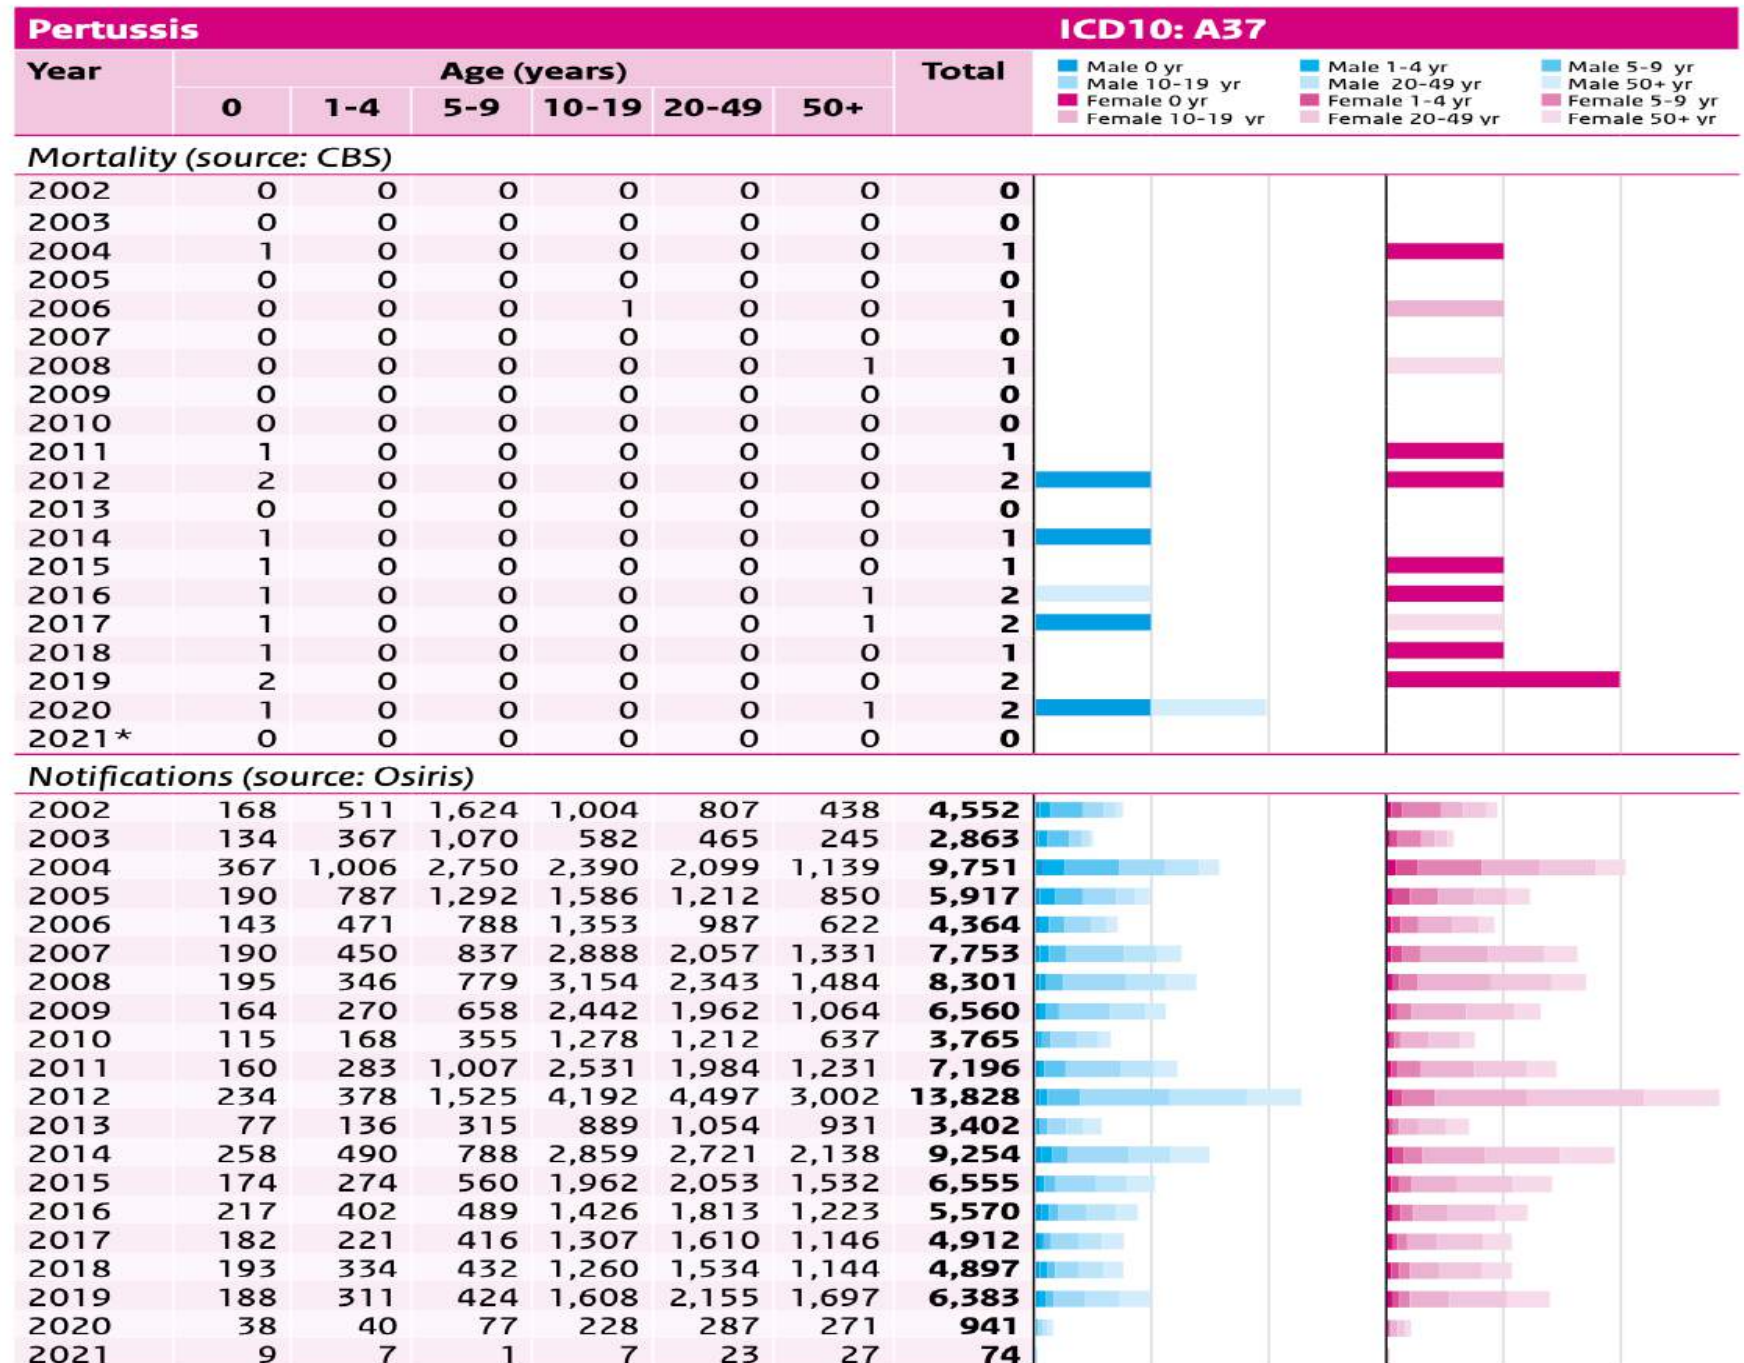 Pertussis ICD10: A37
Year Age (years) Total Male 0 yr Male 1-4 yr Male 5-9 yr
Male 10-19 yr Male 20-49 yr Male 50+ yr
0 1-4 5-9 10-19 20-49 50+ Female 0 yr Female 1-4 yr Female 5-9 yr
Female 10-19 yr Female 20-49 yr Female 50+ yr
Mortality (source: CBS)
2002 0 0 0 0 0 0 0
2003 0 0 0 0 0 0 0
2004 1 0 0 0 0 0 1
2005 0 0 0 0 0 0 0
2006 0 0 0 1 0 0 1
2007 0 0 0 0 0 0 0
2008 0 0 0 0 0 1 1
2009 0 0 0 0 0 0 0
2010 0 0 0 0 0 0 0
2011 1 0 0 0 0 0 1
2012 2 0 0 0 0 0 2
2013 0 0 0 0 0 0 0
2014 1 0 0 0 0 0 1
2015 1 0 0 0 0 0 1
2016 1 0 0 0 0 1 2
2017 1 0 0 0 0 1 2
2018 1 0 0 0 0 0 1
2019 2 0 0 0 0 0 2
2020 1 0 0 0 0 1 2
2021* 0 0 0 0 0 0 0
Notifications (source: Osiris)
2002 168 511 1,624 1,004 807 438 4,552
2003 134 367 1,070 582 465 245 2,863
2004 367 1,006 2,750 2,390 2,099 1,139 9,751
2005 190 787 1,292 1,586 1,212 850 5,917
2006 143 471 788 1,353 987 622 4,364
2007 190 450 837 2,888 2,057 1,331 7,753
2008 195 346 779 3,154 2,343 1,484 8,301
2009 164 270 658 2,442 1,962 1,064 6,560
2010 115 168 355 1,278 1,212 637 3,765
2011 160 283 1,007 2,531 1,984 1,231 7,196
2012 234 378 1,525 4,192 4,497 3,002 13,828
2013 77 136 315 889 1,054 931 3,402
2014 258 490 788 2,859 2,721 2,138 9,254
2015 174 274 560 1,962 2,053 1,532 6,555
2016 217 402 489 1,426 1,813 1,223 5,570
2017 182 221 416 1,307 1,610 1,146 4,912
2018 193 334 432 1,260 1,534 1,144 4,897
2019 188 311 424 1,608 2,155 1,697 6,383
2020 38 40 77 228 287 271 941
2021 9 7 1 7 23 27 74